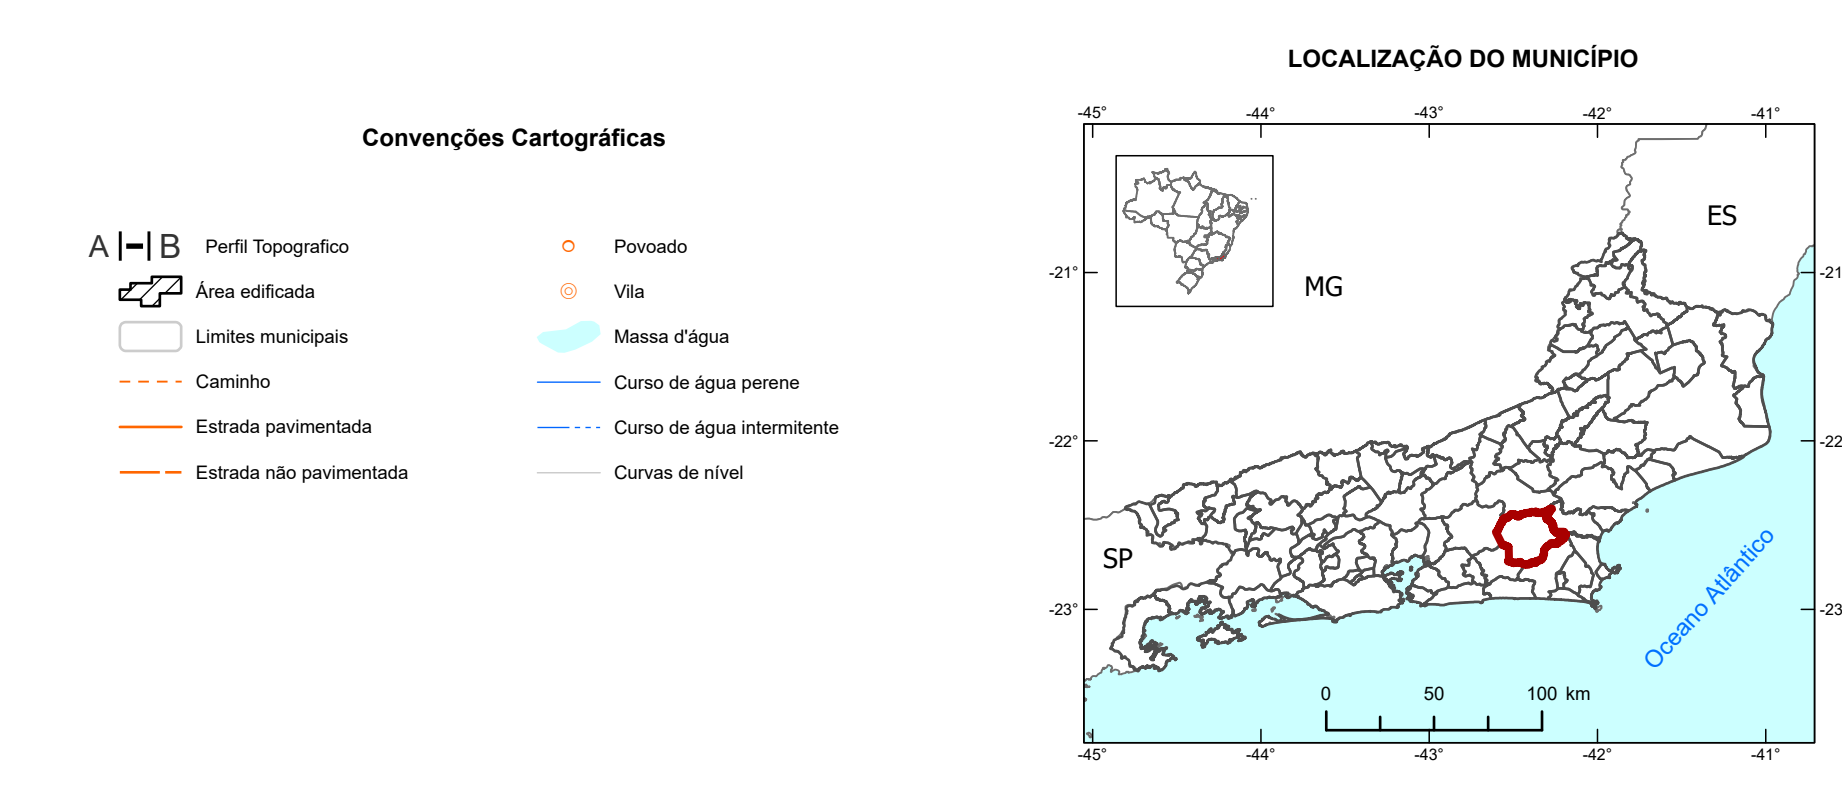 LOCALIZAÇÃO DO MUNICÍPIO
Convenções Cartográficas
A B Perfil Topografico
Área edificada
Limites municipais
Caminho
Estrada pavimentada
Estrada não pavimentada
Povoado
Vila
Massa d'água
Curso de água perene
Curso de água intermitente
Curvas de nível
-45° -44° -43° -42° -41°
ES
-21° -21
MG
-22° -22
SP
-23° -23
Oceano Atlântico
0 50 100 km
-45° -44° -43° -42° -41°